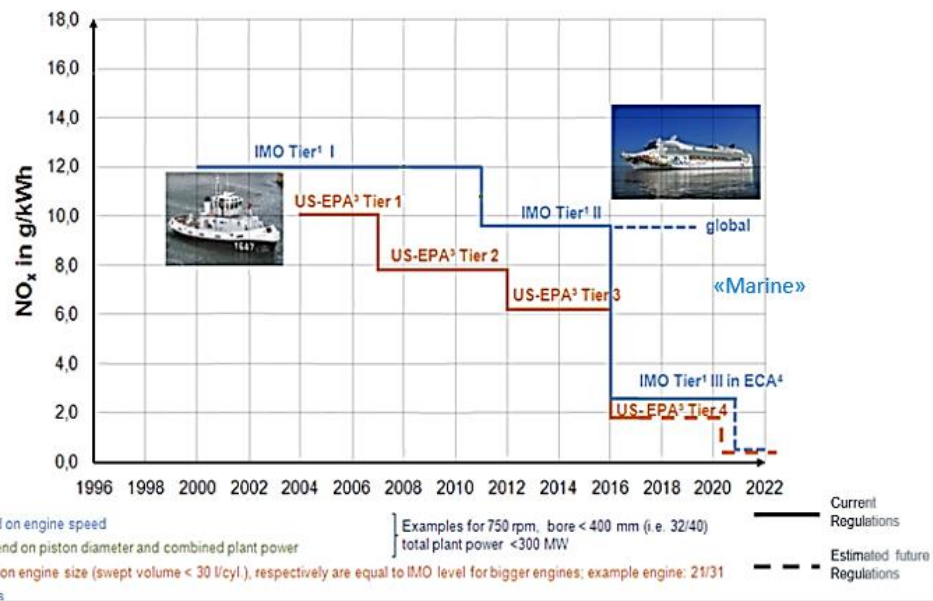 18,0
16,0
14,0
12,0
10,0
8,0
6,0
4,0
2,0
0,0
NOx in g/kWh
IMO Tier¹ I
US-EPA³ Tier 1
1647
IMO Tier¹ II
global
US-EPA³ Tier 2
«Marine»
US-EPA³ Tier 3
IMO Tier¹ III in ECA⁴
US-EPA³ Tier 4
1996 1998 2000 2002 2004 2006 2008 2010 2012 2014 2016 2018 2020 2022
on engine speed
end on piston diameter and combined plant power
on engine size (swept volume < 30 l/cyl.), respectively are equal to IMO level for bigger engines; example engine: 21/31
Examples for 750 rpm, bore < 400 mm (i.e. 32/40)
total plant power <300 MW
Current
Regulations
Estimated future
Regulations